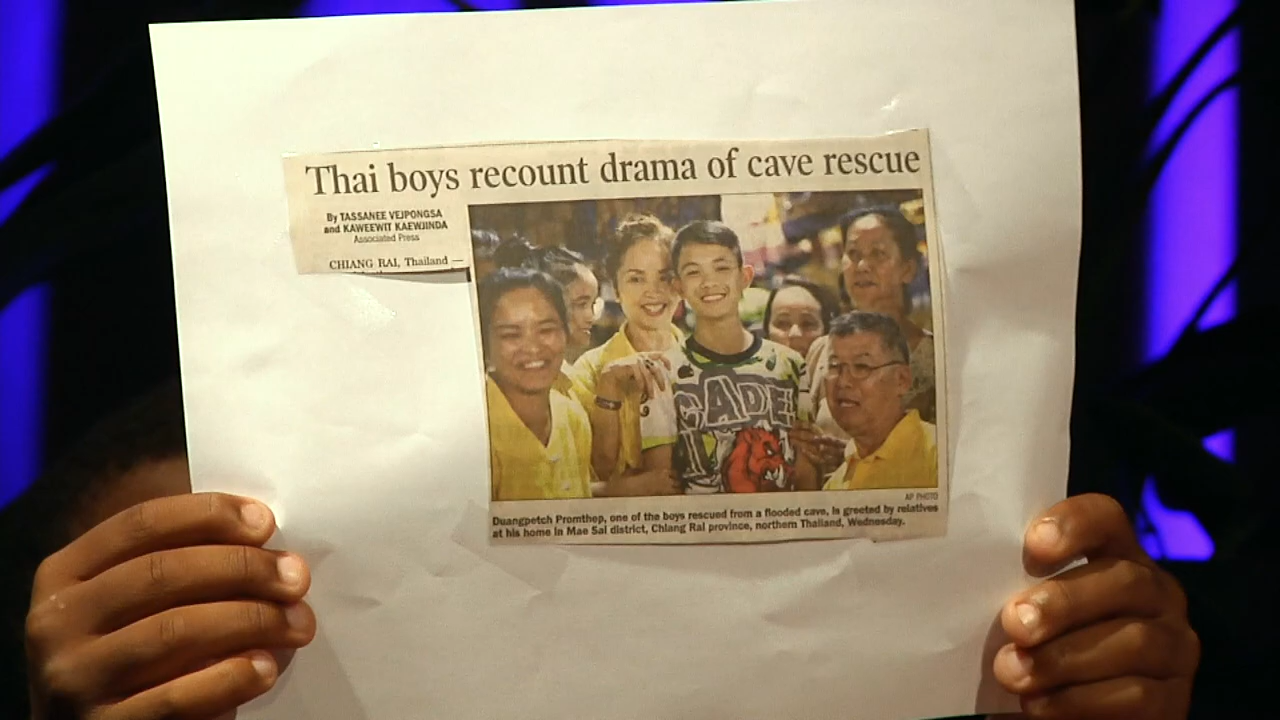 Thai boys recount drama of cave rescue
By TASSANEE VEJPONGSA
and KAWEEWIT KAEWJINDA
Associated Press
CHIANG RAI, Thailand —
CADE
AP PHOTO
Duangpetch Promthep, one of the boys rescued from a flooded cave, is greeted by relatives
at his home in Mae Sai district, Chiang Rai province, northern Thailand, Wednesday.